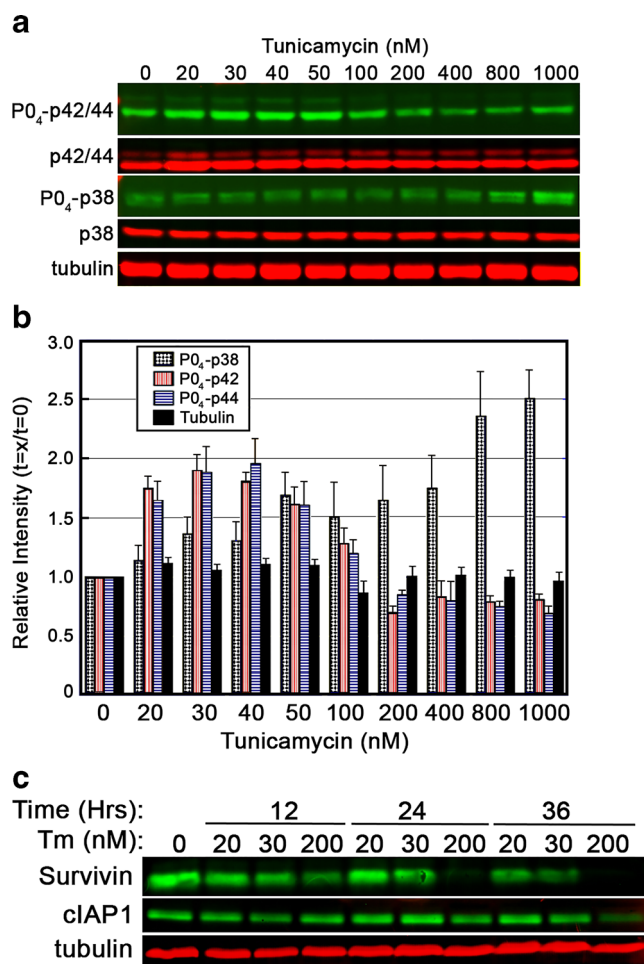 a
Tunicamycin (nM)
0 20 30 40 50 100 200 400 800 1000
P0₄-p42/44
p42/44
P0₄-p38
p38
tubulin
b
3.0
2.5
2.0
1.5
1.0
0.5
0
Relative Intensity (t=x/t=0)
P0₄-p38
P0₄-p42
P0₄-p44
Tubulin
0 20 30 40 50 100 200 400 800 1000
Tunicamycin (nM)
c
Time (Hrs): 12 24 36
Tm (nM): 0 20 30 200 20 30 200 20 30 200
Survivin
cIAP1
tubulin